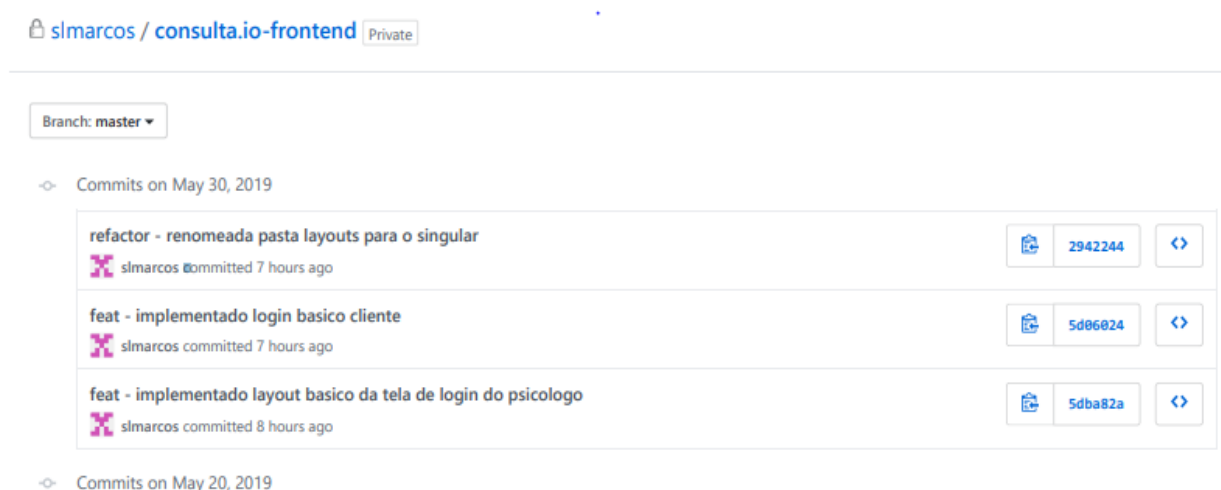 slmarcos / consulta.io-frontend Private
Branch: master
Commits on May 30, 2019
refactor - renomeada pasta layouts para o singular
2942244
slmarcos committed 7 hours ago
feat - implementado login basico cliente
5d06024
slmarcos committed 7 hours ago
feat - implementado layout basico da tela de login do psicologo
5dba82a
slmarcos committed 8 hours ago
Commits on May 20, 2019